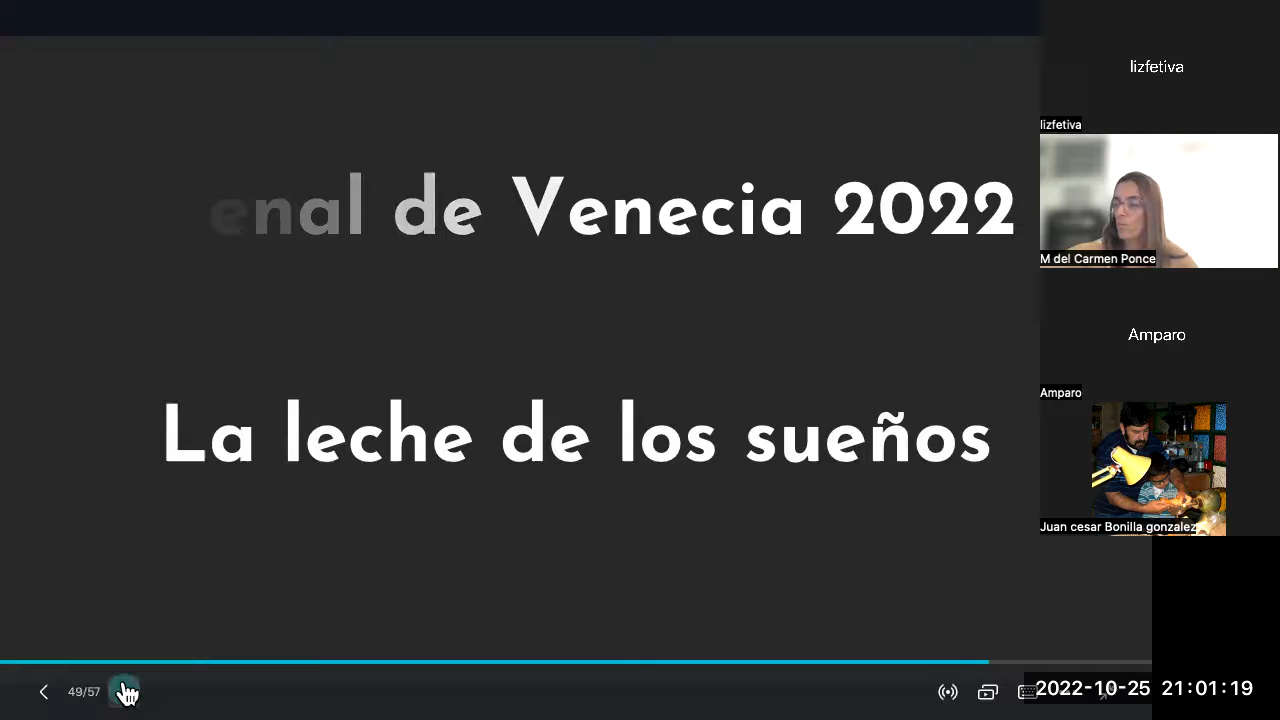 lizfetiva
lizfetiva
enal de Venecia 2022
M del Carmen Ponce
Amparo
Amparo
La leche de los sueños
Juan cesar Bonilla gonzalez
49/57
2022-10-25 21:01:19